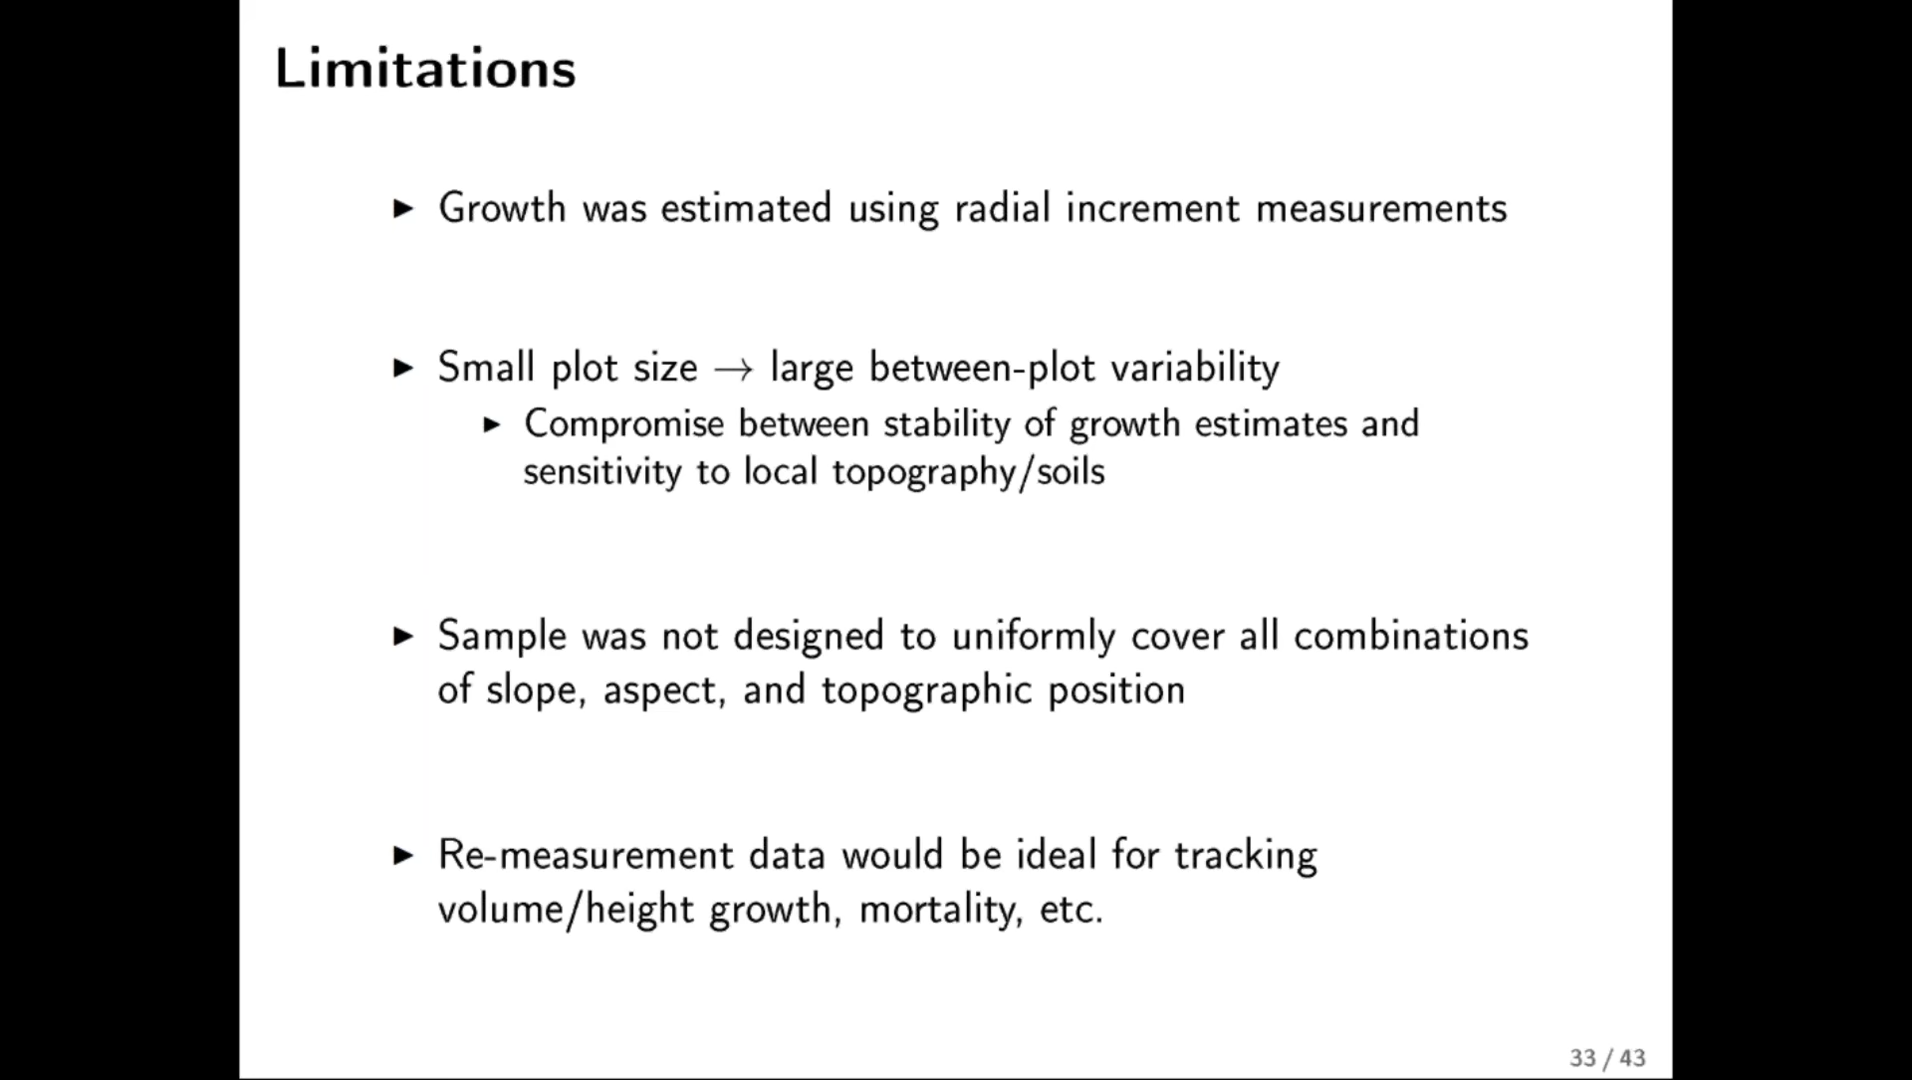 Limitations
▶ Growth was estimated using radial increment measurements
▶ Small plot size → large between-plot variability
▶ Compromise between stability of growth estimates and
sensitivity to local topography/soils
▶ Sample was not designed to uniformly cover all combinations
of slope, aspect, and topographic position
▶ Re-measurement data would be ideal for tracking
volume/height growth, mortality, etc.
33 / 43